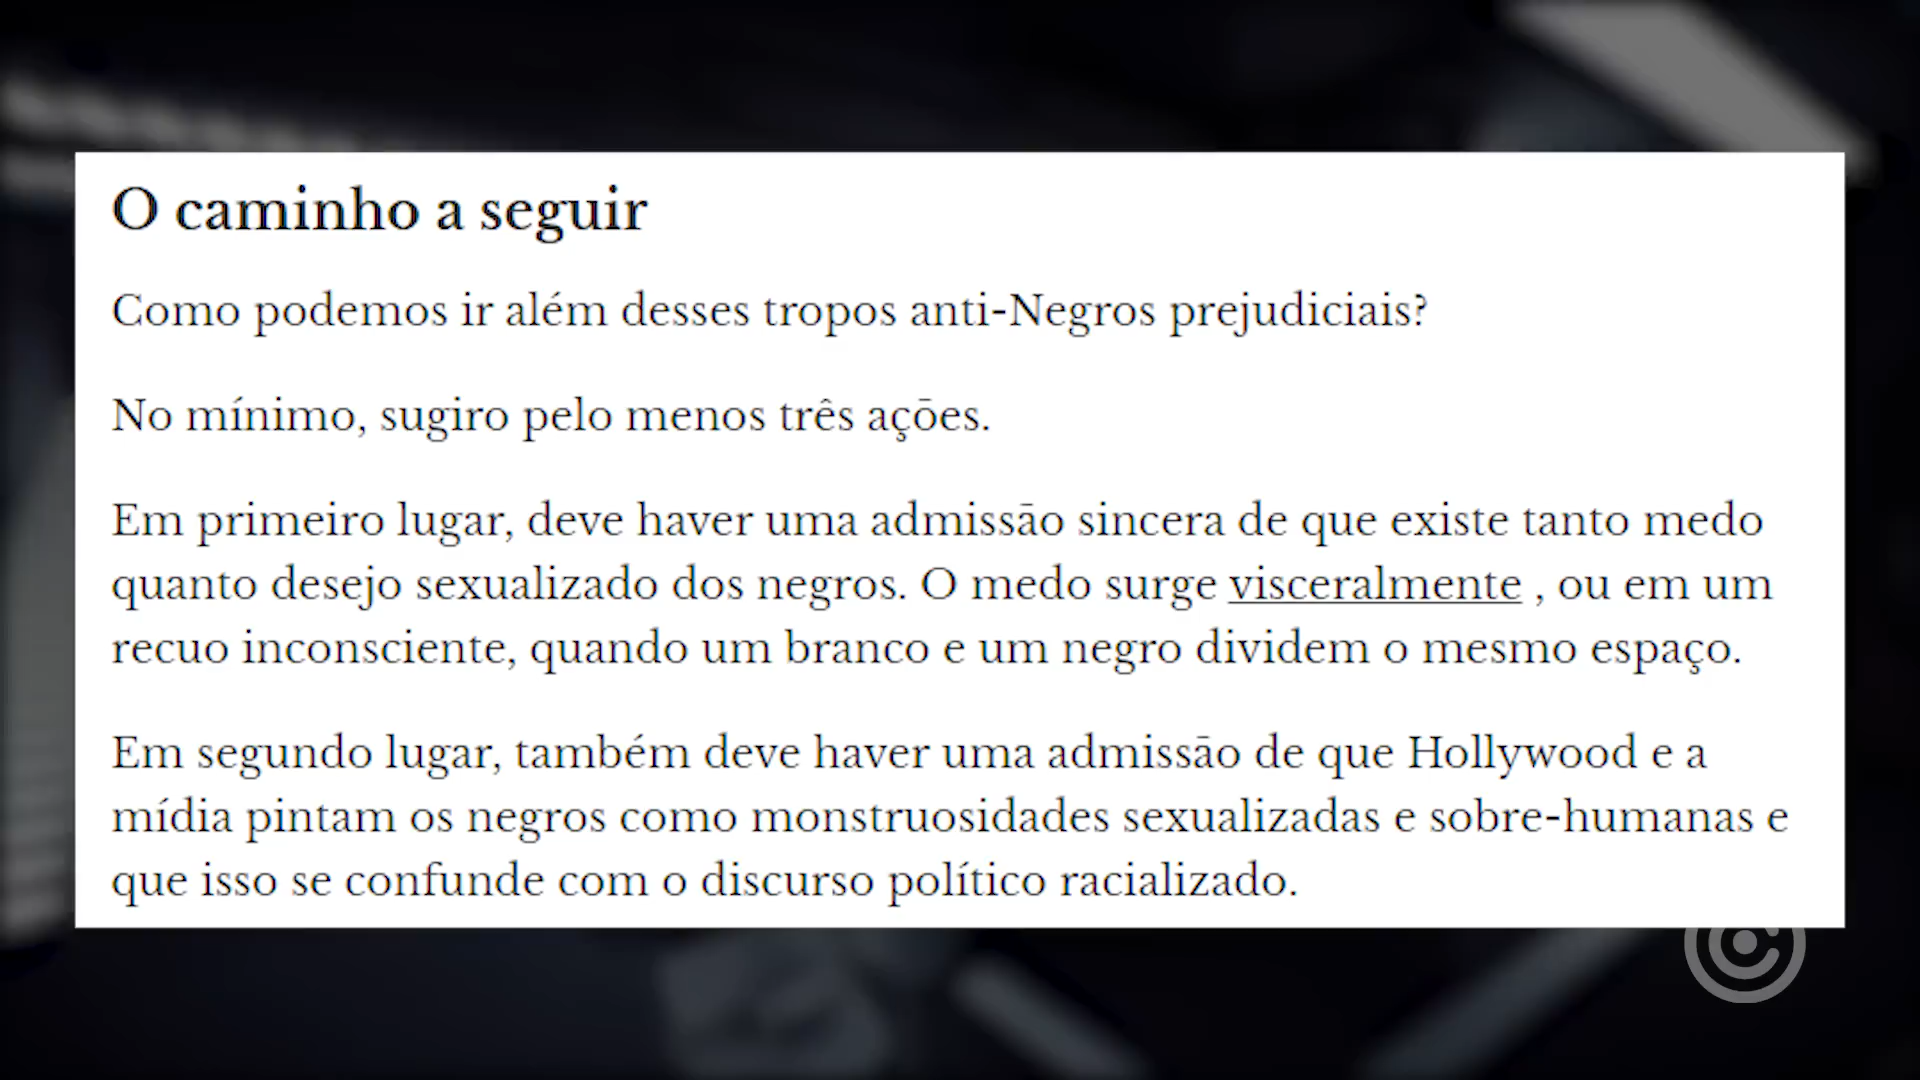 O caminho a seguir
Como podemos ir além desses tropos anti-Negros prejudiciais?
No mínimo, sugiro pelo menos três ações.
Em primeiro lugar, deve haver uma admissão sincera de que existe tanto medo
quanto desejo sexualizado dos negros. O medo surge visceralmente , ou em um
recuo inconsciente, quando um branco e um negro dividem o mesmo espaço.
Em segundo lugar, também deve haver uma admissão de que Hollywood e a
mídia pintam os negros como monstruosidades sexualizadas e sobre-humanas e
que isso se confunde com o discurso político racializado.